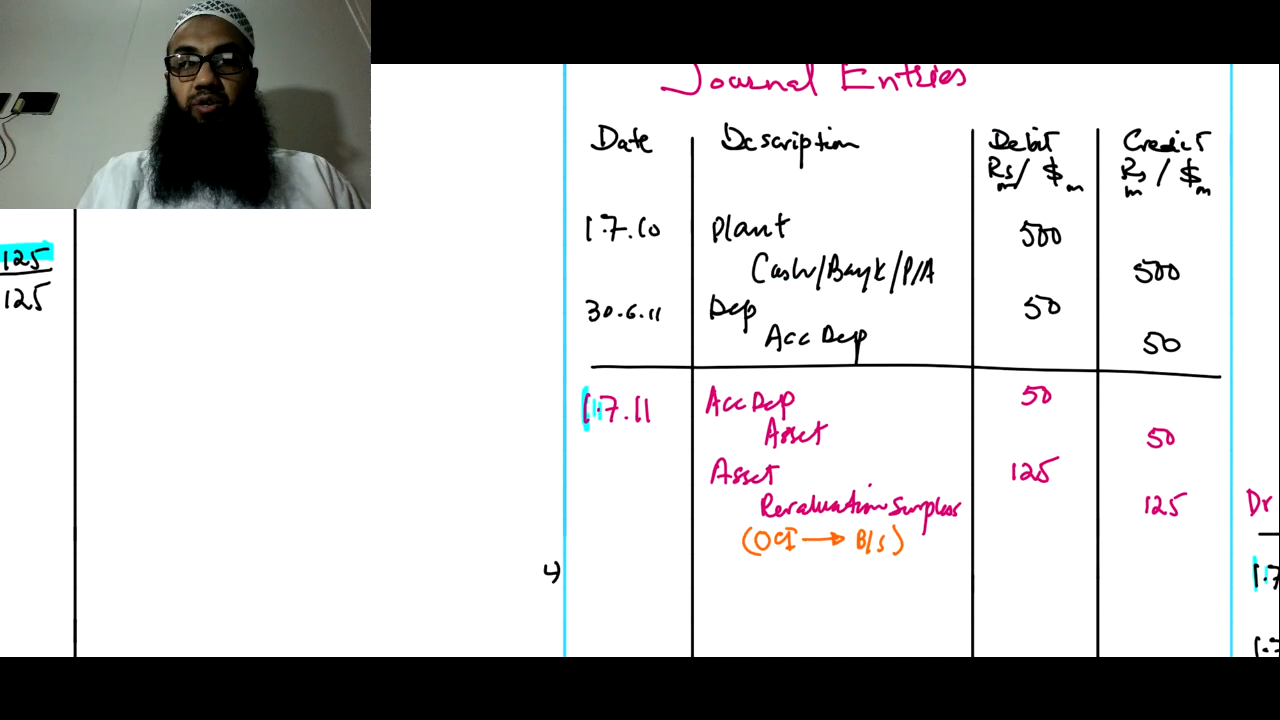 Journal Entries
Date Description Debit Credit
Rs/ $ Rs / $
m m m m
1.7.10 Plant 500
Cash/Bank/P/A 500
30.6.11 Dep 50
Acc Dep 50
1.7.11 Acc Dep 50
Asset 50
Asset 125
Revaluation Surplus 125
(OCI → B/S)
4)
125
125
Dr
1.7